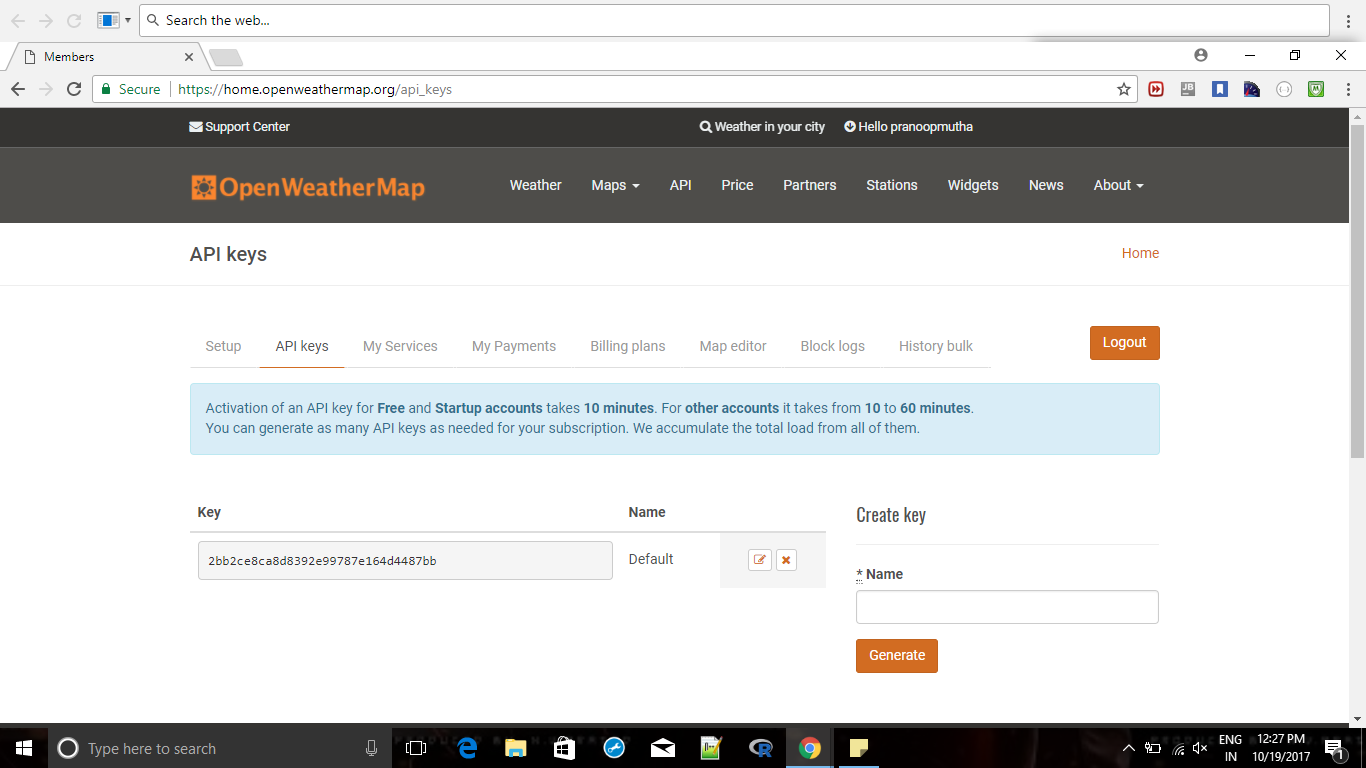 Search the web...
Members
Secure https://home.openweathermap.org/api_keys
JB
Support Center Weather in your city Hello pranoopmutha
OpenWeatherMap Weather Maps API Price Partners Stations Widgets News About
API keys Home
Setup API keys My Services My Payments Billing plans Map editor Block logs History bulk Logout
Activation of an API key for Free and Startup accounts takes 10 minutes. For other accounts it takes from 10 to 60 minutes.
You can generate as many API keys as needed for your subscription. We accumulate the total load from all of them.
Key Name Create key
2bb2ce8ca8d8392e99787e164d4487bb Default
* Name
Generate
Type here to search
ENG 12:27 PM
IN 10/19/2017 1